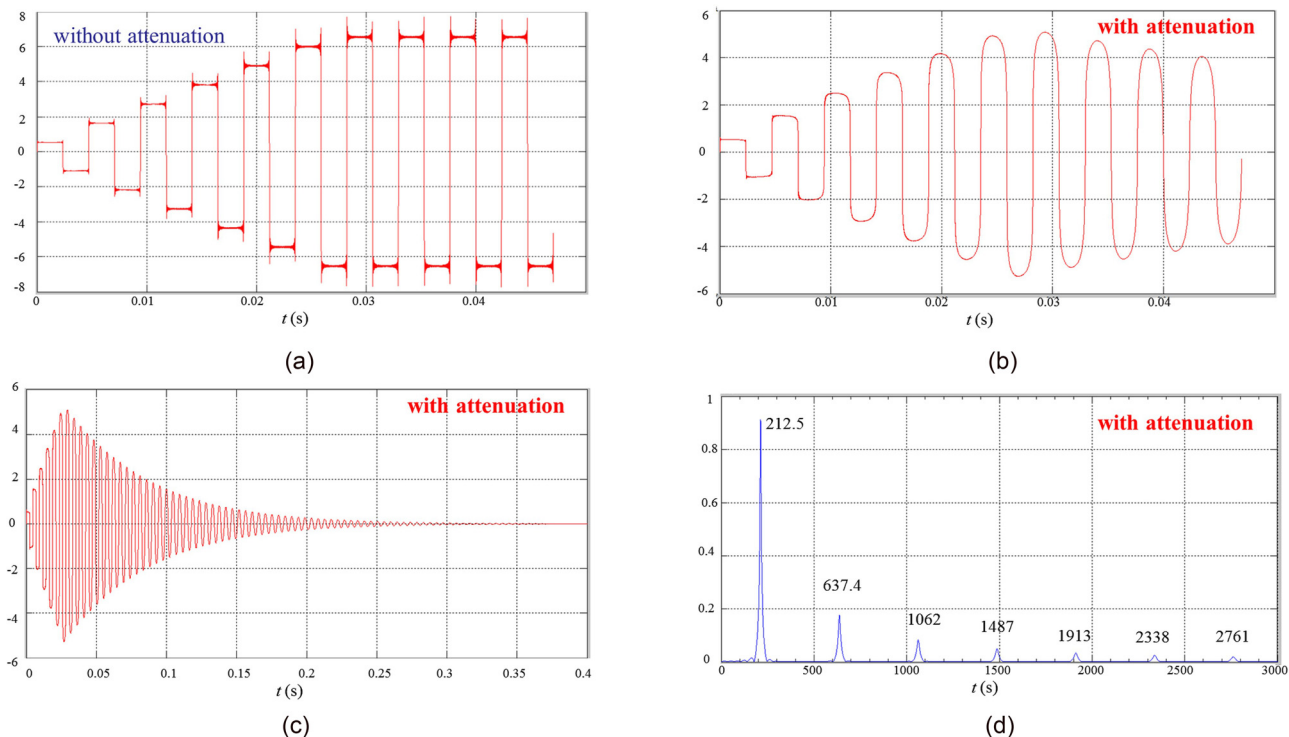 without attenuation
8
6
4
2
0
-2
-4
-6
-8
0 0.01 0.02 0.03 0.04
t (s)
(a)
with attenuation
6
4
2
0
-2
-4
-6
0 0.01 0.02 0.03 0.04
t (s)
(b)
with attenuation
6
4
2
0
-2
-4
-6
0 0.05 0.1 0.15 0.2 0.25 0.3 0.35 0.4
t (s)
(c)
with attenuation
1
0.8
0.6
0.4
0.2
0
212.5
637.4
1062
1487
1913
2338
2761
0 500 1000 1500 2000 2500 3000
t (s)
(d)